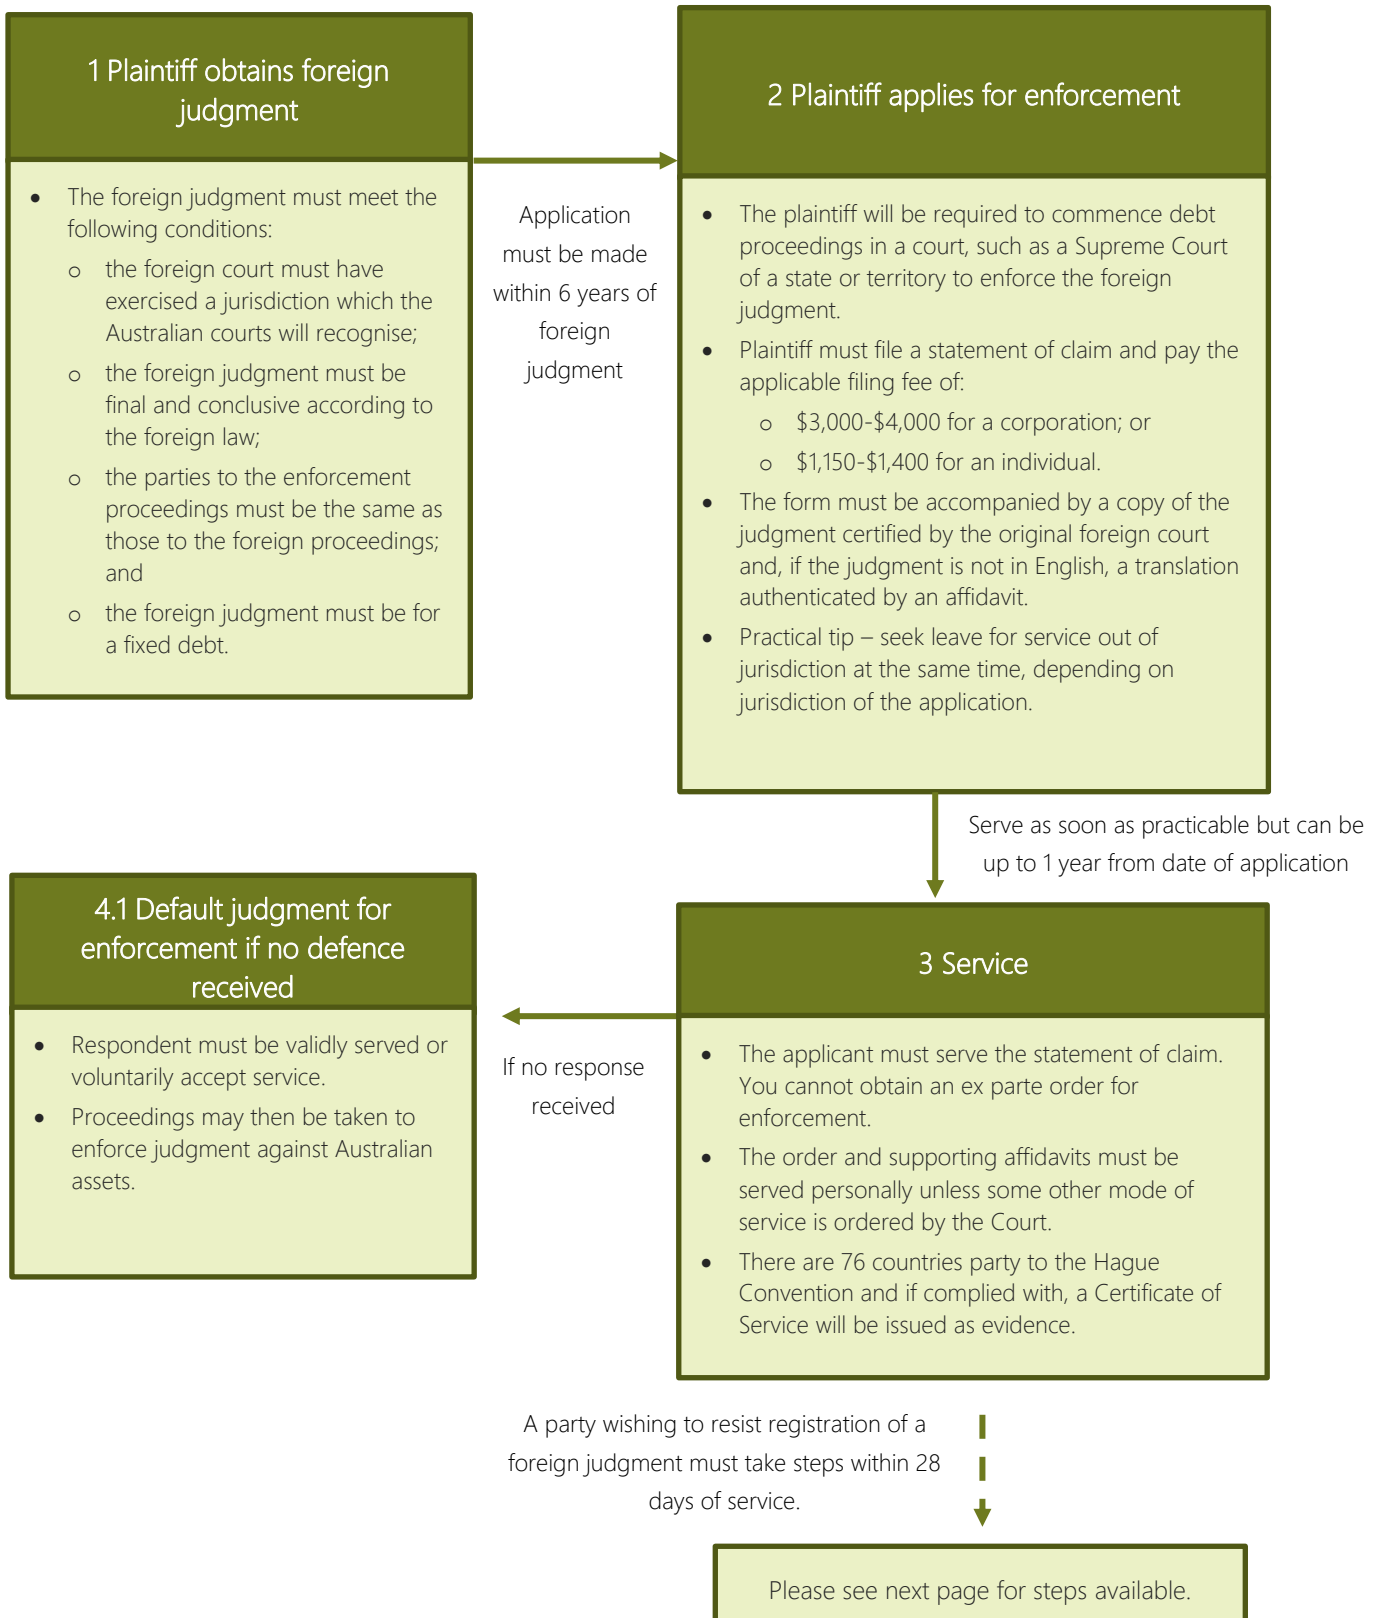 1 Plaintiff obtains foreign
judgment
• The foreign judgment must meet the
following conditions:
o the foreign court must have
exercised a jurisdiction which the
Australian courts will recognise;
o the foreign judgment must be
final and conclusive according to
the foreign law;
o the parties to the enforcement
proceedings must be the same as
those to the foreign proceedings;
and
o the foreign judgment must be for
a fixed debt.
Application
must be made
within 6 years of
foreign
judgment
2 Plaintiff applies for enforcement
• The plaintiff will be required to commence debt
proceedings in a court, such as a Supreme Court
of a state or territory to enforce the foreign
judgment.
• Plaintiff must file a statement of claim and pay the
applicable filing fee of:
o $3,000-$4,000 for a corporation; or
o $1,150-$1,400 for an individual.
• The form must be accompanied by a copy of the
judgment certified by the original foreign court
and, if the judgment is not in English, a translation
authenticated by an affidavit.
• Practical tip – seek leave for service out of
jurisdiction at the same time, depending on
jurisdiction of the application.
Serve as soon as practicable but can be
up to 1 year from date of application
3 Service
• The applicant must serve the statement of claim.
You cannot obtain an ex parte order for
enforcement.
• The order and supporting affidavits must be
served personally unless some other mode of
service is ordered by the Court.
• There are 76 countries party to the Hague
Convention and if complied with, a Certificate of
Service will be issued as evidence.
If no response
received
4.1 Default judgment for
enforcement if no defence
received
• Respondent must be validly served or
voluntarily accept service.
• Proceedings may then be taken to
enforce judgment against Australian
assets.
A party wishing to resist registration of a
foreign judgment must take steps within 28
days of service.
Please see next page for steps available.